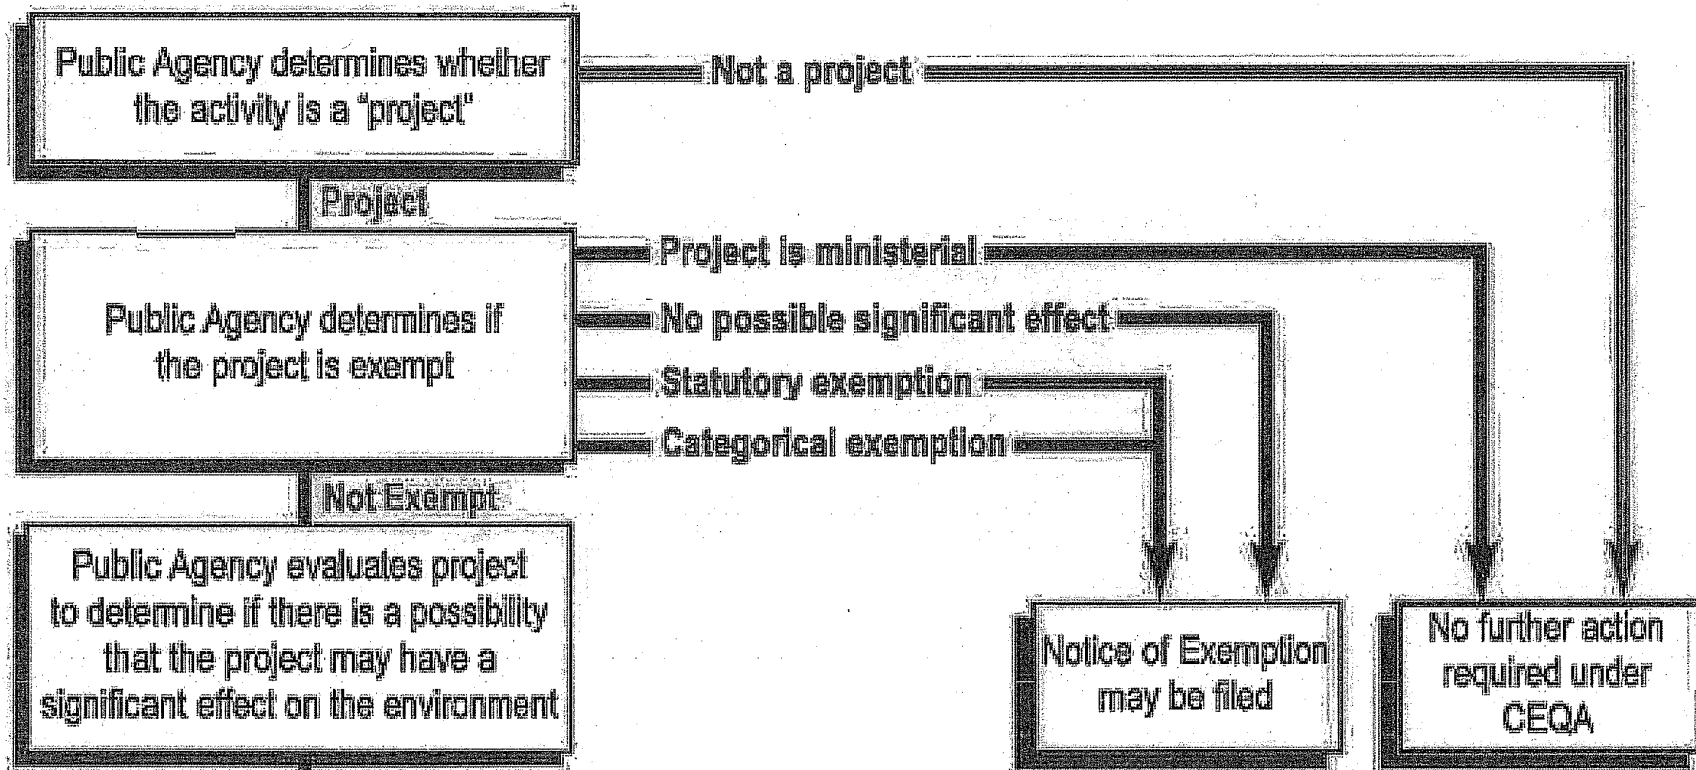 Public Agency determines whether
the activity is a "project"
Not a project
Project
Public Agency determines if
the project is exempt
Project is ministerial
No possible significant effect
Statutory exemption
Categorical exemption
Not Exempt
Public Agency evaluates project
to determine if there is a possibility
that the project may have a
significant effect on the environment
Notice of Exemption
may be filed
No further action
required under
CEQA